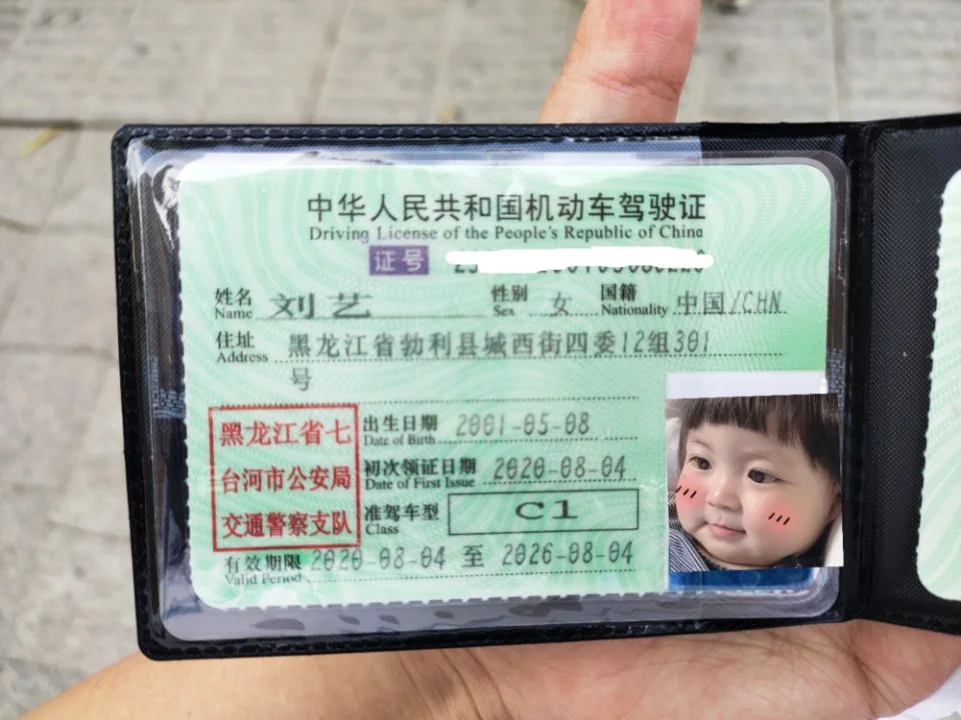 中华人民共和国机动车驾驶证
Driving License of the People's Republic of China
证号
姓名 刘艺 性别 女 国籍 中国/CHN
Name Sex Nationality
住址 黑龙江省勃利县城西街四委12组301
Address
号
黑龙江省七
台河市公安局
交通警察支队
出生日期 2001-05-08
Date of Birth
初次领证日期 2020-08-04
Date of First Issue
准驾车型 C1
Class
有效期限 2020-08-04 至 2026-08-04
Valid Period